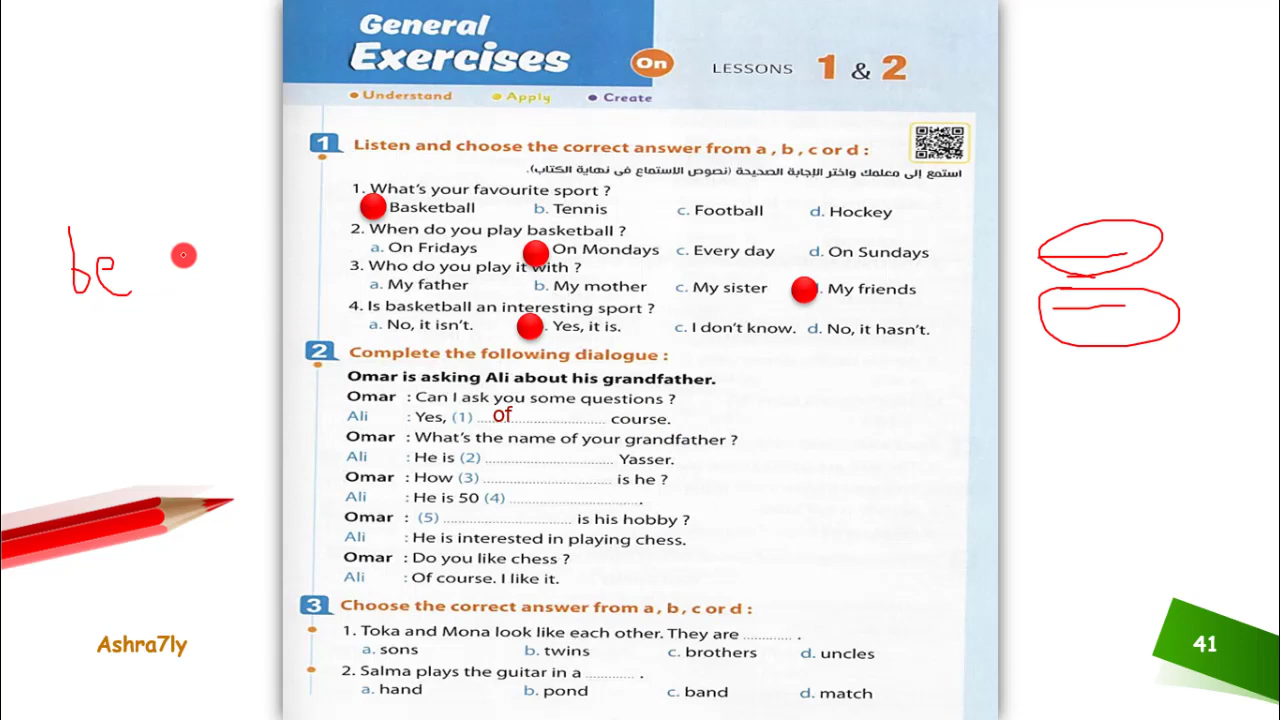 General
Exercises On LESSONS 1 & 2
Understand Apply Create
1 Listen and choose the correct answer from a , b , c or d :
استمع إلى معلمك واختر الإجابة الصحيحة (نصوص الاستماع فى نهاية الكتاب).
1. What's your favourite sport ?
Basketball b. Tennis c. Football d. Hockey
2. When do you play basketball ?
a. On Fridays On Mondays c. Every day d. On Sundays
3. Who do you play it with ?
a. My father b. My mother c. My sister . My friends
4. Is basketball an interesting sport ?
a. No, it isn't. . Yes, it is. c. I don't know. d. No, it hasn't.
be
2 Complete the following dialogue :
Omar is asking Ali about his grandfather.
Omar : Can I ask you some questions ?
Ali : Yes, (1) of ............ course.
Omar : What's the name of your grandfather ?
Ali : He is (2) ............ Yasser.
Omar : How (3) ............ is he ?
Ali : He is 50 (4) ............ .
Omar : (5) ............ is his hobby ?
Ali : He is interested in playing chess.
Omar : Do you like chess ?
Ali : Of course. I like it.
3 Choose the correct answer from a , b , c or d :
1. Toka and Mona look like each other. They are ............ .
a. sons b. twins c. brothers d. uncles
2. Salma plays the guitar in a ............ .
a. hand b. pond c. band d. match
Ashra7ly
41